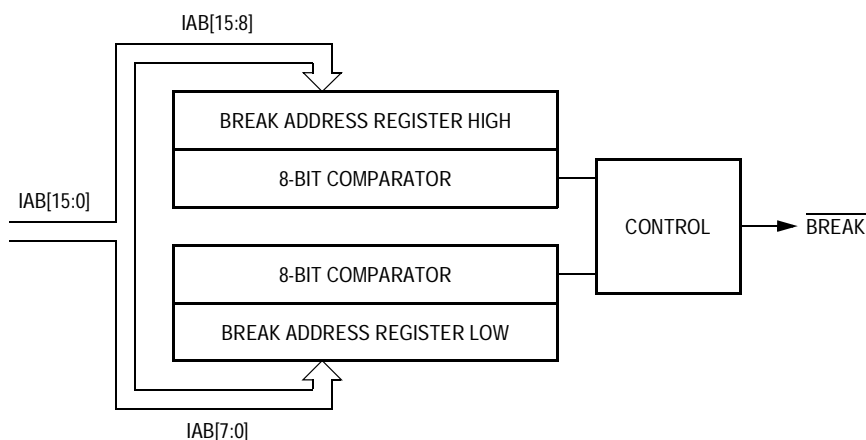 IAB[15:8]
BREAK ADDRESS REGISTER HIGH
8-BIT COMPARATOR
IAB[15:0]
CONTROL
BREAK
8-BIT COMPARATOR
BREAK ADDRESS REGISTER LOW
IAB[7:0]